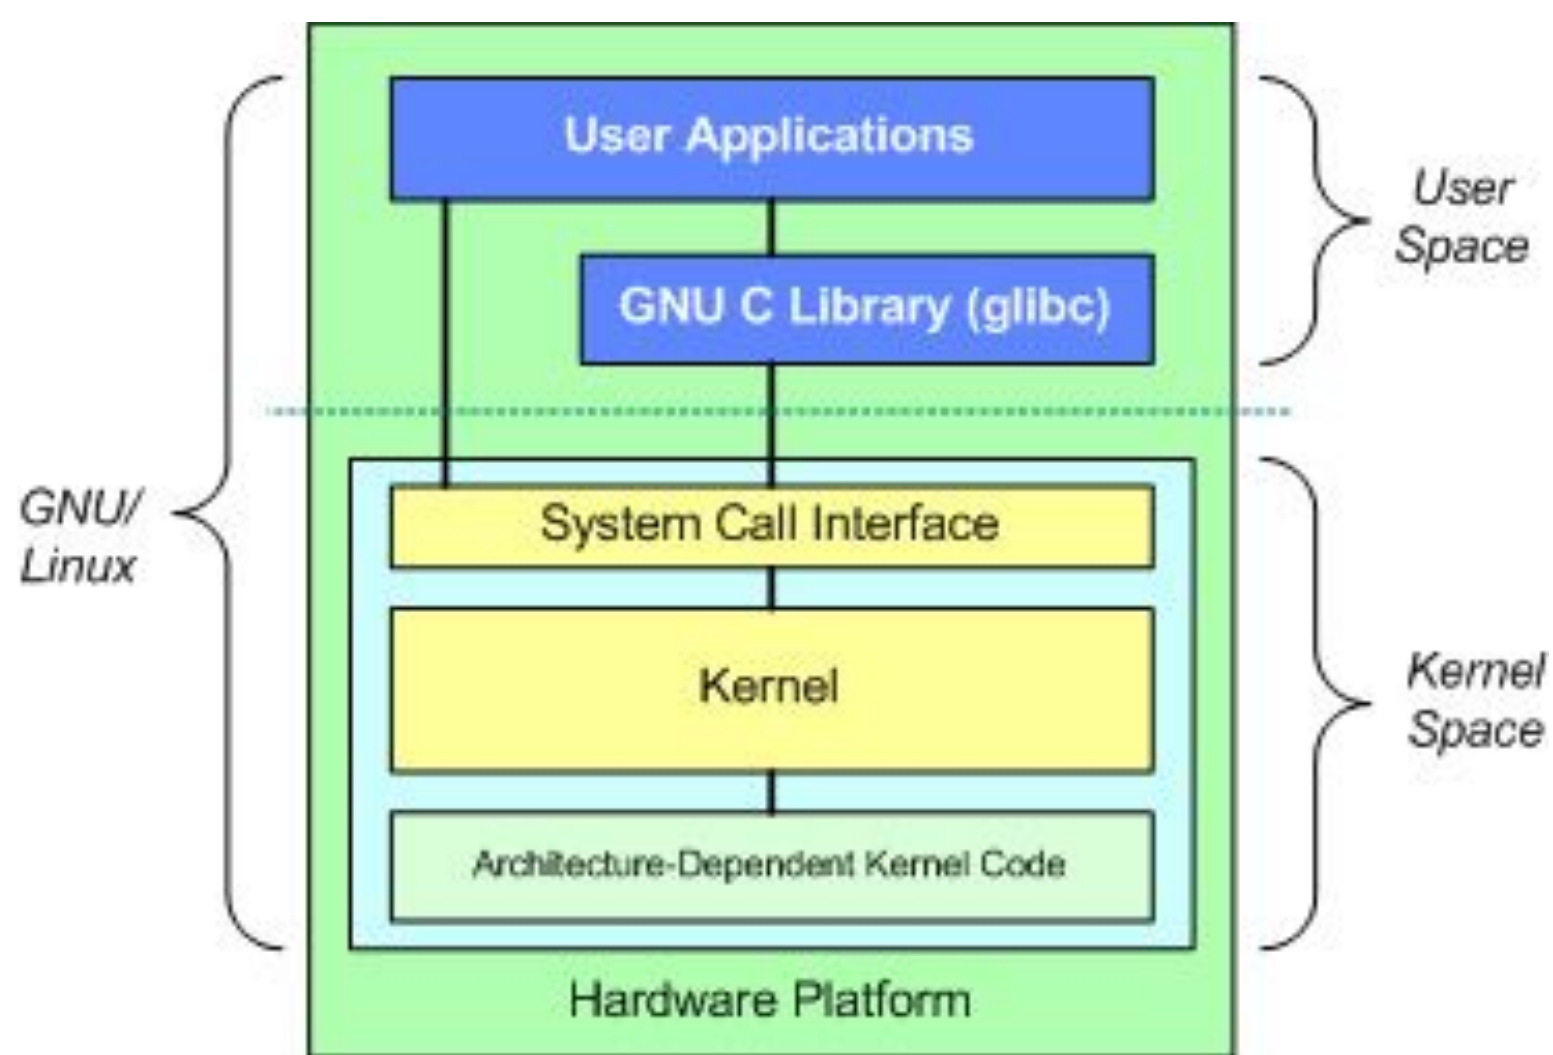 User Applications
User
Space
GNU C Library (glibc)
GNU/
Linux
System Call Interface
Kernel
Kernel
Space
Architecture-Dependent Kernel Code
Hardware Platform